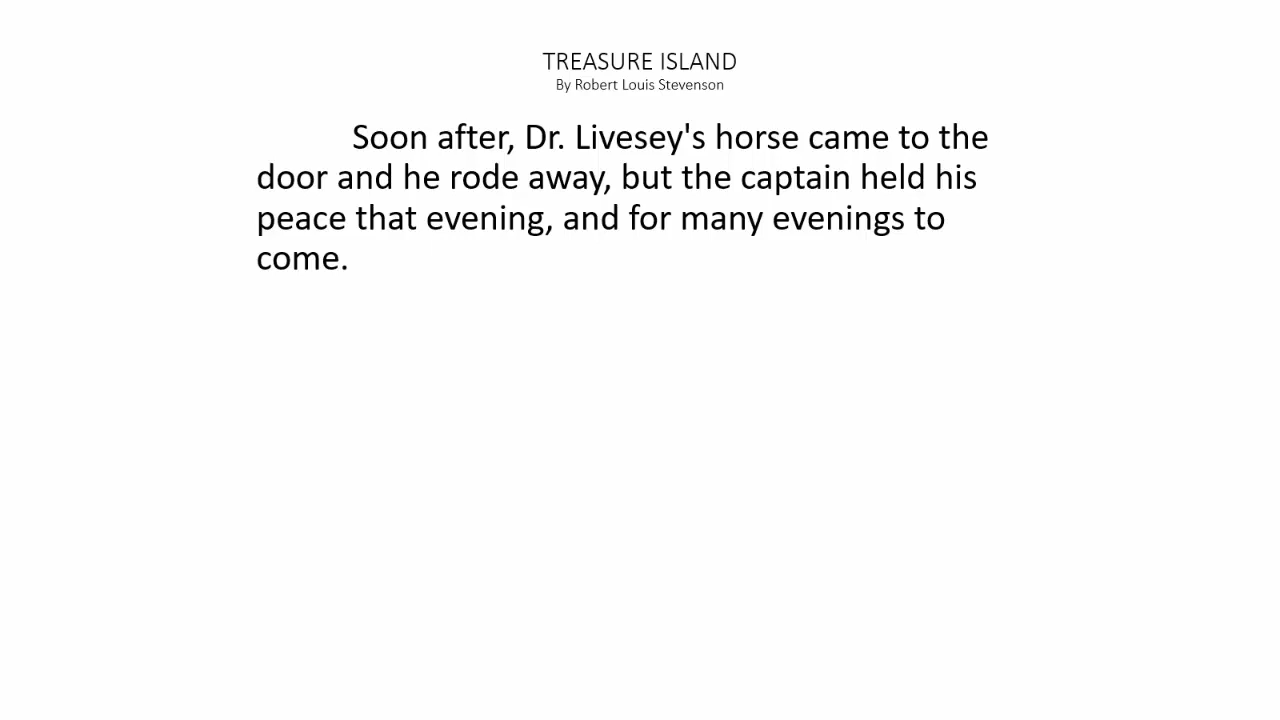 TREASURE ISLAND
By Robert Louis Stevenson
Soon after, Dr. Livesey's horse came to the
door and he rode away, but the captain held his
peace that evening, and for many evenings to
come.